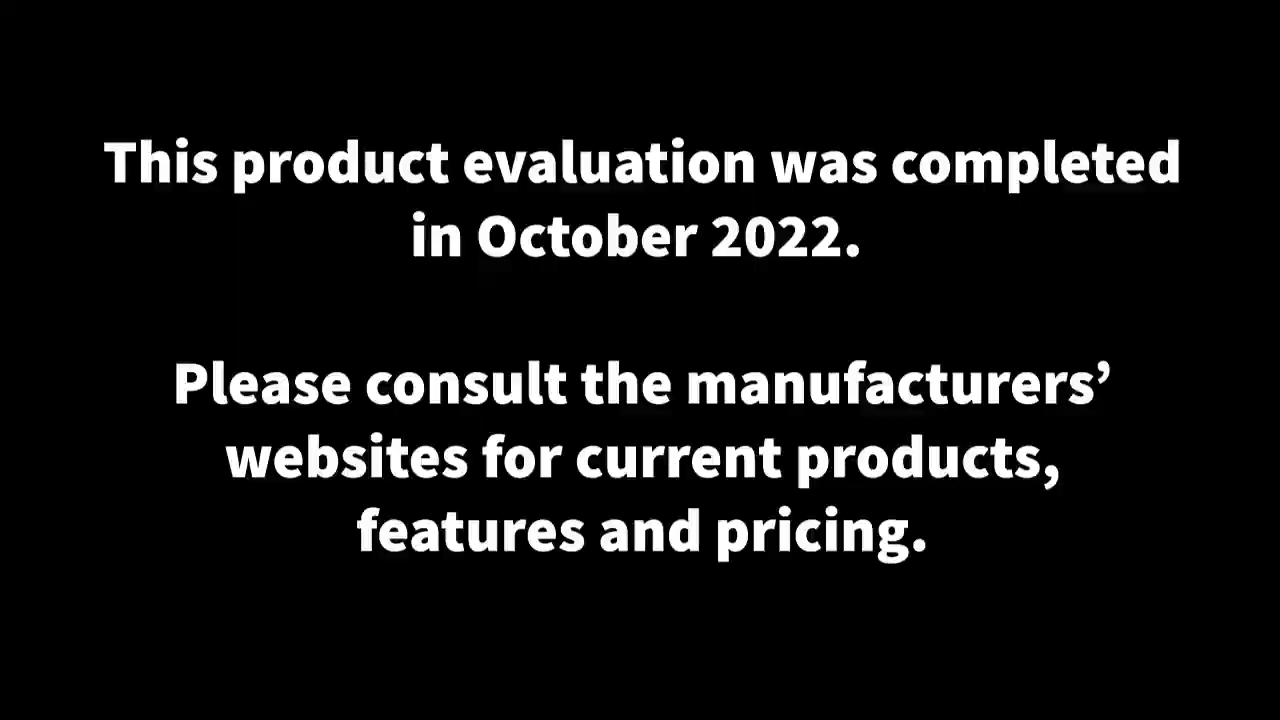 This product evaluation was completed
in October 2022.
Please consult the manufacturers’
websites for current products,
features and pricing.